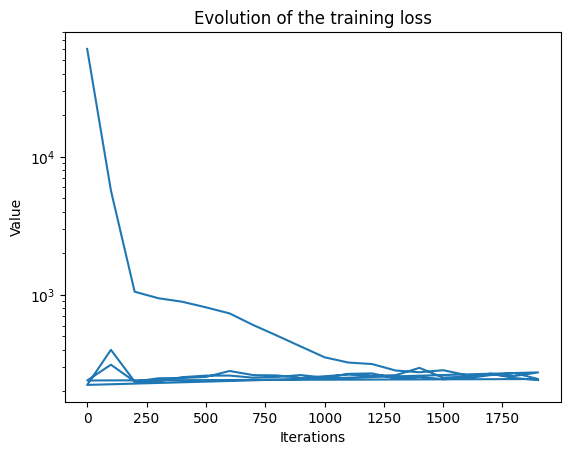 Evolution of the training loss
Value
10^4
10^3
0 250 500 750 1000 1250 1500 1750
Iterations